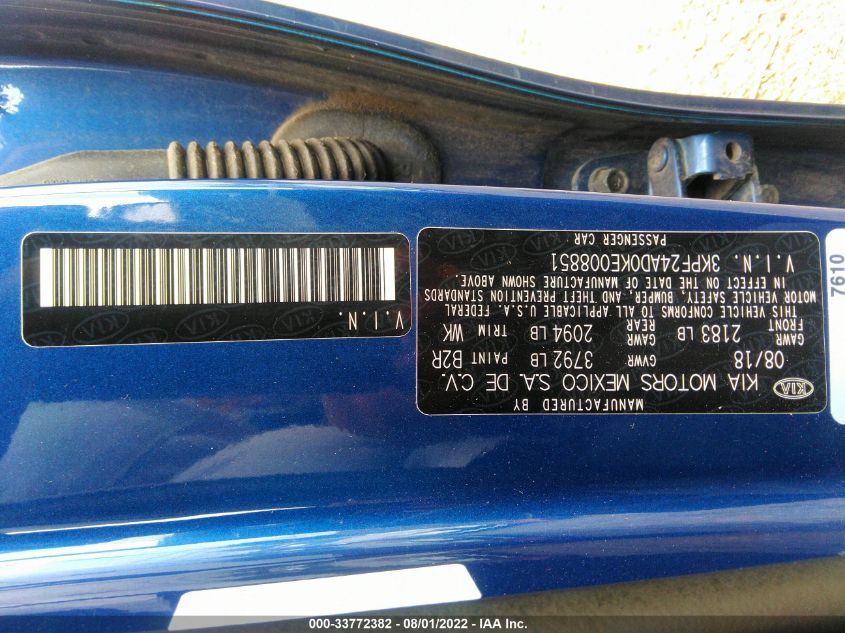 MANUFACTURED BY
KIA
KIA MOTORS MEXICO S.A. DE C.V.
08/18 GVWR 3792 LB PAINT B2R
GAWR FRONT 2183 LB GAWR REAR 2094 LB TRIM WK
THIS VEHICLE CONFORMS TO ALL APPLICABLE U.S.A. FEDERAL
MOTOR VEHICLE SAFETY, BUMPER, AND THEFT PREVENTION STANDARDS
IN EFFECT ON THE DATE OF MANUFACTURE SHOWN ABOVE.
V.I.N. 3KPF24AD0KE008851
PASSENGER CAR
V.I.N.
7610
000-33772382 - 08/01/2022 - IAA Inc.